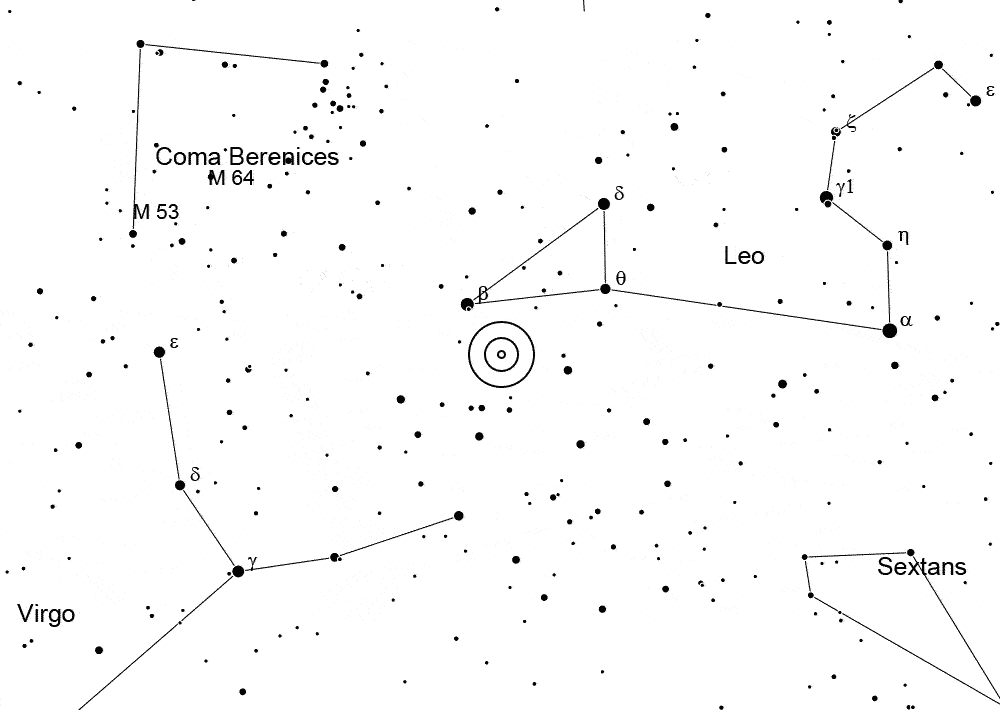 ε
ζ
Coma Berenices
M 64
γ1
δ
M 53
η
Leo
θ
β
α
ε
δ
γ
Sextans
Virgo